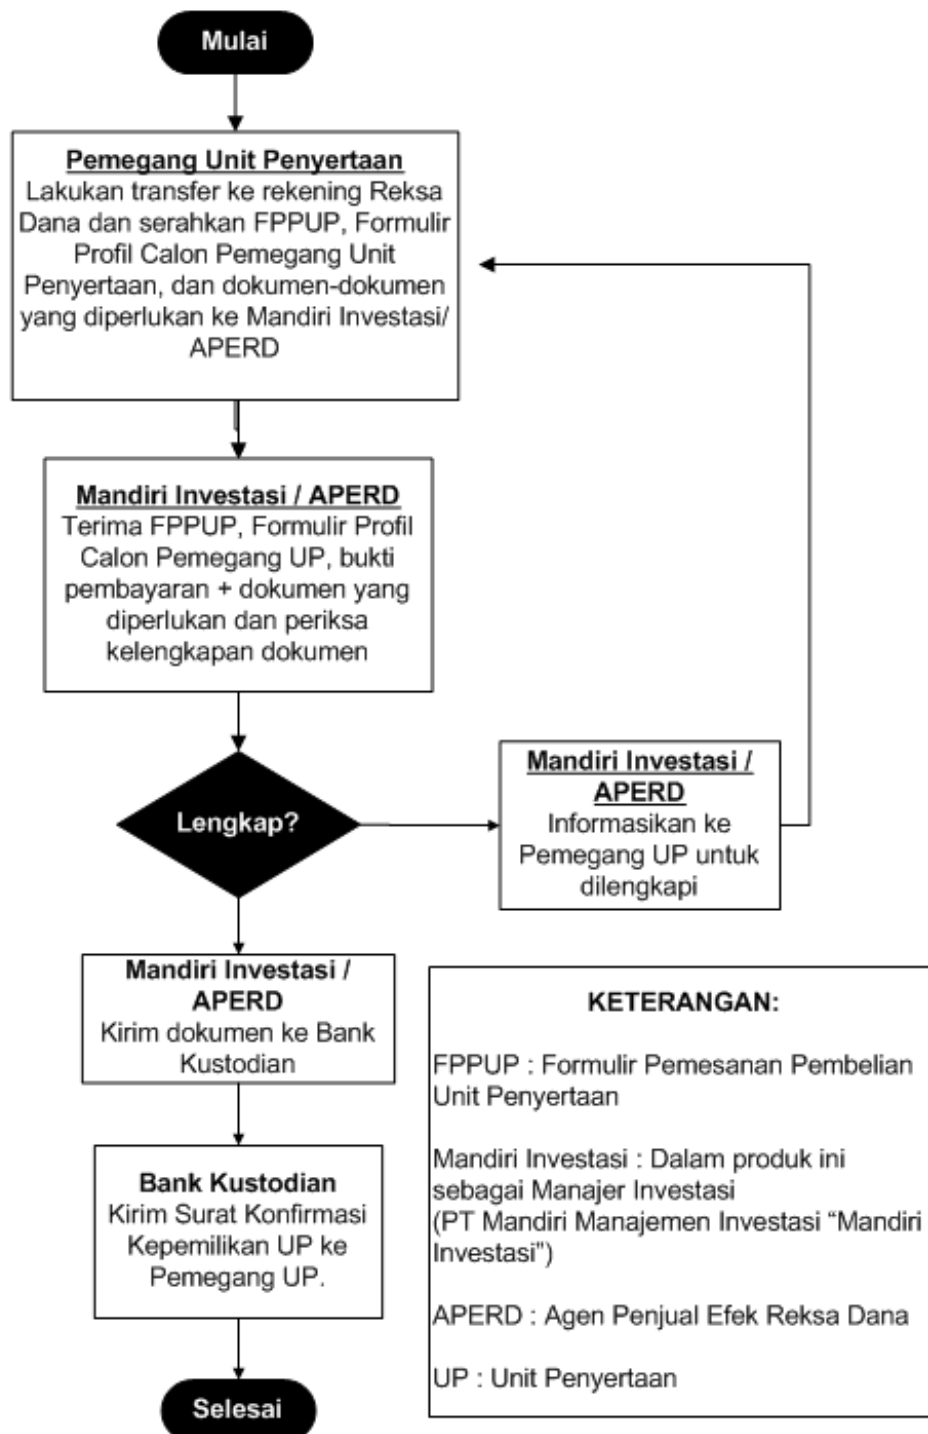 Mulai
Pemegang Unit Penyertaan
Lakukan transfer ke rekening Reksa
Dana dan serahkan FPPUP, Formulir
Profil Calon Pemegang Unit
Penyertaan, dan dokumen-dokumen
yang diperlukan ke Mandiri Investasi/
APERD
Mandiri Investasi / APERD
Terima FPPUP, Formulir Profil
Calon Pemegang UP, bukti
pembayaran + dokumen yang
diperlukan dan periksa
kelengkapan dokumen
Lengkap?
Mandiri Investasi /
APERD
Informasikan ke
Pemegang UP untuk
dilengkapi
Mandiri Investasi /
APERD
Kirim dokumen ke Bank
Kustodian
Bank Kustodian
Kirim Surat Konfirmasi
Kepemilikan UP ke
Pemegang UP.
Selesai
KETERANGAN:
FPPUP : Formulir Pemesanan Pembelian
Unit Penyertaan
Mandiri Investasi : Dalam produk ini
sebagai Manajer Investasi
(PT Mandiri Manajemen Investasi “Mandiri
Investasi”)
APERD : Agen Penjual Efek Reksa Dana
UP : Unit Penyertaan